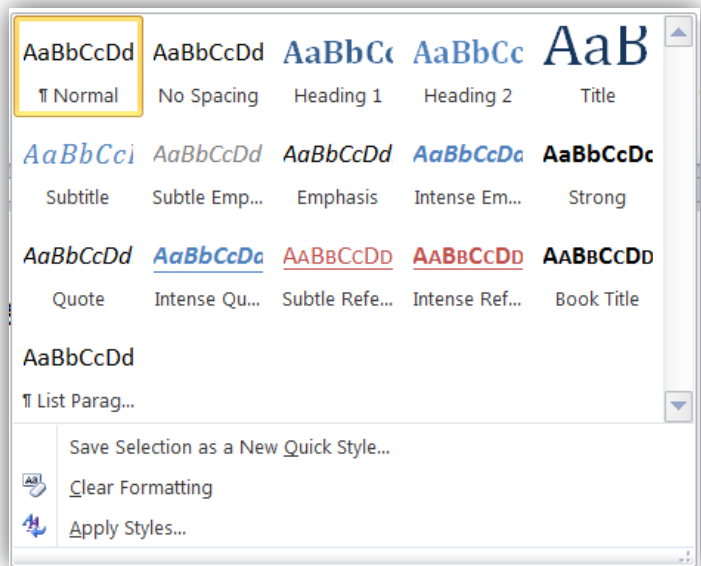 AaBbCcDd AaBbCcDd AaBbCc AaBbCc AaB
¶ Normal No Spacing Heading 1 Heading 2 Title
AaBbCcI AaBbCcDd AaBbCcDd AaBbCcDd AaBbCcDc
Subtitle Subtle Emp... Emphasis Intense Em... Strong
AaBbCcDd AaBbCcDd AABBCCDD AABBCCDD AABBCCDD
Quote Intense Qu... Subtle Refe... Intense Ref... Book Title
AaBbCcDd
¶ List Parag...
Save Selection as a New Quick Style...
Clear Formatting
Apply Styles...